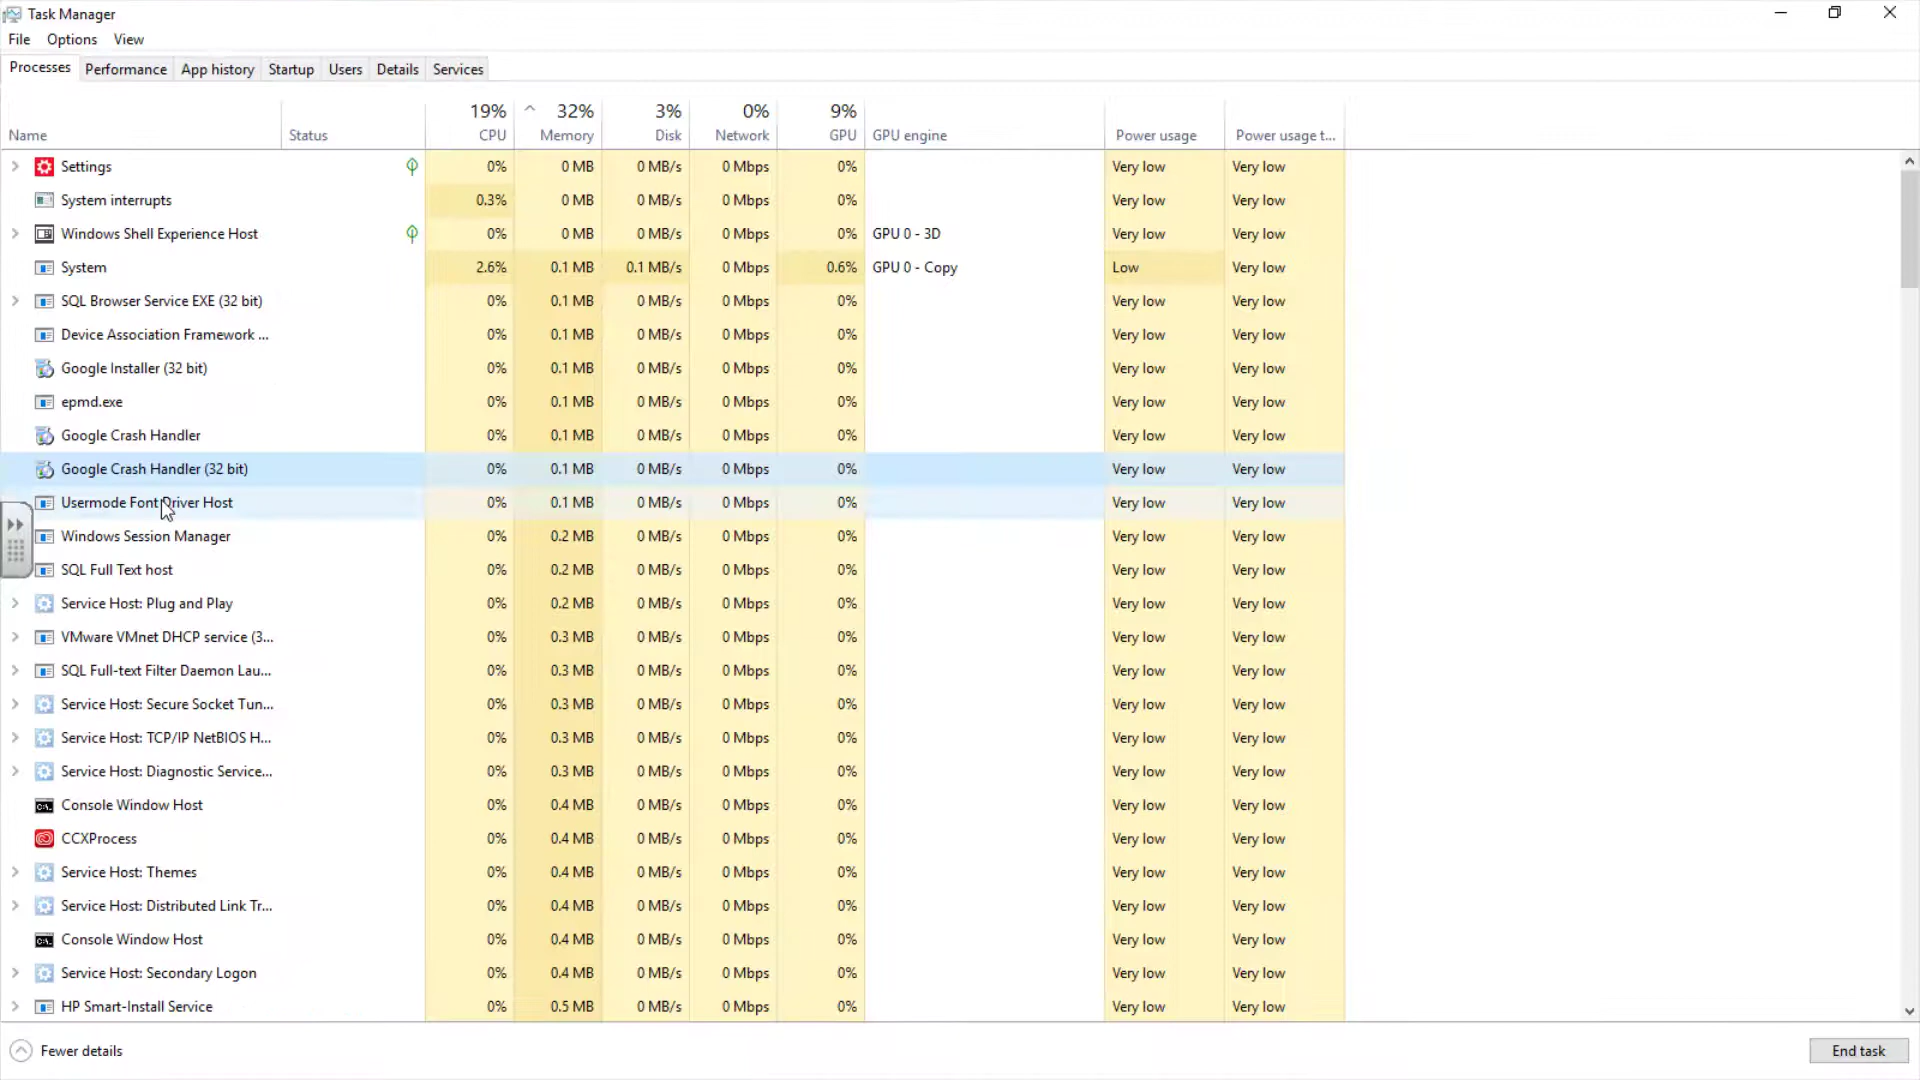 Task Manager
File Options View
Processes Performance App history Startup Users Details Services
19% 32% 3% 0% 9%
Name Status CPU Memory Disk Network GPU GPU engine Power usage Power usage t...
Settings 0% 0 MB 0 MB/s 0 Mbps 0% Very low Very low
System interrupts 0.3% 0 MB 0 MB/s 0 Mbps 0% Very low Very low
Windows Shell Experience Host 0% 0 MB 0 MB/s 0 Mbps 0% GPU 0 - 3D Very low Very low
System 2.6% 0.1 MB 0.1 MB/s 0 Mbps 0.6% GPU 0 - Copy Low Very low
SQL Browser Service EXE (32 bit) 0% 0.1 MB 0 MB/s 0 Mbps 0% Very low Very low
Device Association Framework ... 0% 0.1 MB 0 MB/s 0 Mbps 0% Very low Very low
Google Installer (32 bit) 0% 0.1 MB 0 MB/s 0 Mbps 0% Very low Very low
epmd.exe 0% 0.1 MB 0 MB/s 0 Mbps 0% Very low Very low
Google Crash Handler 0% 0.1 MB 0 MB/s 0 Mbps 0% Very low Very low
Google Crash Handler (32 bit) 0% 0.1 MB 0 MB/s 0 Mbps 0% Very low Very low
Usermode Font Driver Host 0% 0.1 MB 0 MB/s 0 Mbps 0% Very low Very low
Windows Session Manager 0% 0.2 MB 0 MB/s 0 Mbps 0% Very low Very low
SQL Full Text host 0% 0.2 MB 0 MB/s 0 Mbps 0% Very low Very low
Service Host: Plug and Play 0% 0.2 MB 0 MB/s 0 Mbps 0% Very low Very low
VMware VMnet DHCP service (3... 0% 0.3 MB 0 MB/s 0 Mbps 0% Very low Very low
SQL Full-text Filter Daemon Lau... 0% 0.3 MB 0 MB/s 0 Mbps 0% Very low Very low
Service Host: Secure Socket Tun... 0% 0.3 MB 0 MB/s 0 Mbps 0% Very low Very low
Service Host: TCP/IP NetBIOS H... 0% 0.3 MB 0 MB/s 0 Mbps 0% Very low Very low
Service Host: Diagnostic Service... 0% 0.3 MB 0 MB/s 0 Mbps 0% Very low Very low
Console Window Host 0% 0.4 MB 0 MB/s 0 Mbps 0% Very low Very low
CCXProcess 0% 0.4 MB 0 MB/s 0 Mbps 0% Very low Very low
Service Host: Themes 0% 0.4 MB 0 MB/s 0 Mbps 0% Very low Very low
Service Host: Distributed Link Tr... 0% 0.4 MB 0 MB/s 0 Mbps 0% Very low Very low
Console Window Host 0% 0.4 MB 0 MB/s 0 Mbps 0% Very low Very low
Service Host: Secondary Logon 0% 0.4 MB 0 MB/s 0 Mbps 0% Very low Very low
HP Smart-Install Service 0% 0.5 MB 0 MB/s 0 Mbps 0% Very low Very low
Fewer details End task